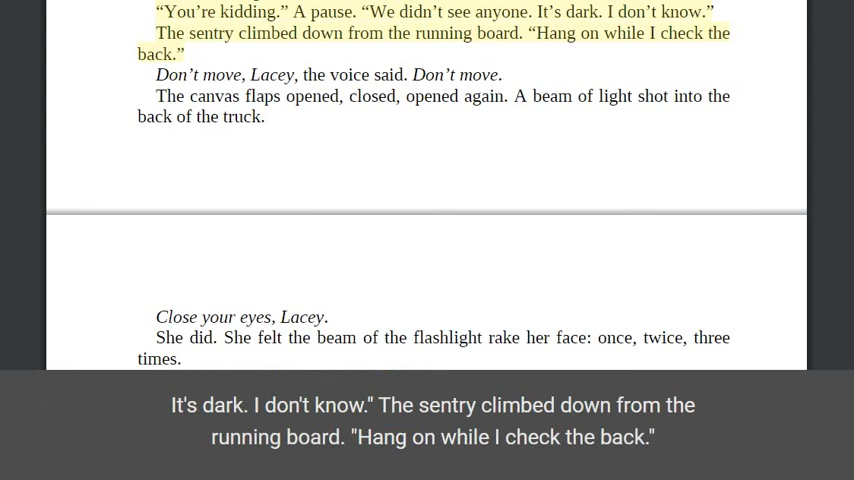 “You’re kidding.” A pause. “We didn’t see anyone. It’s dark. I don’t know.”
The sentry climbed down from the running board. “Hang on while I check the
back.”
Don’t move, Lacey, the voice said. Don’t move.
The canvas flaps opened, closed, opened again. A beam of light shot into the
back of the truck.
Close your eyes, Lacey.
She did. She felt the beam of the flashlight rake her face: once, twice, three
times.
It's dark. I don't know." The sentry climbed down from the
running board. "Hang on while I check the back."